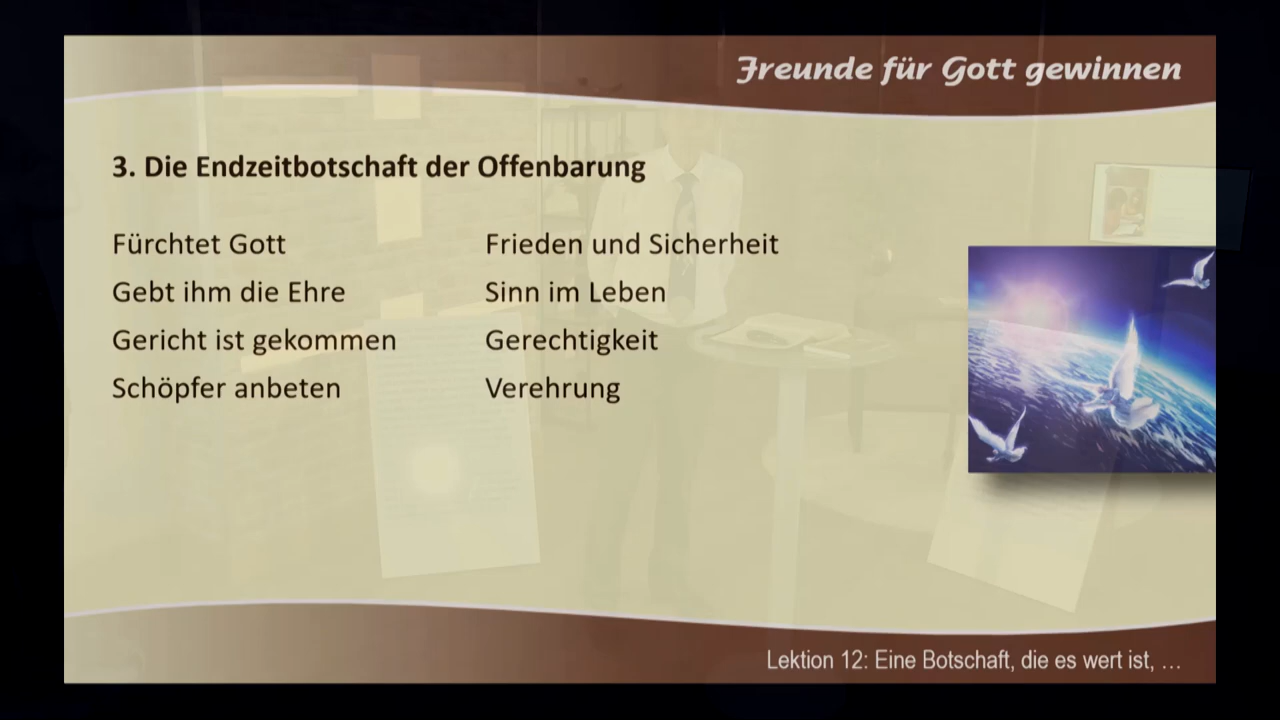 Freunde für Gott gewinnen
3. Die Endzeitbotschaft der Offenbarung
Fürchtet Gott Frieden und Sicherheit
Gebt ihm die Ehre Sinn im Leben
Gericht ist gekommen Gerechtigkeit
Schöpfer anbeten Verehrung
Lektion 12: Eine Botschaft, die es wert ist, …